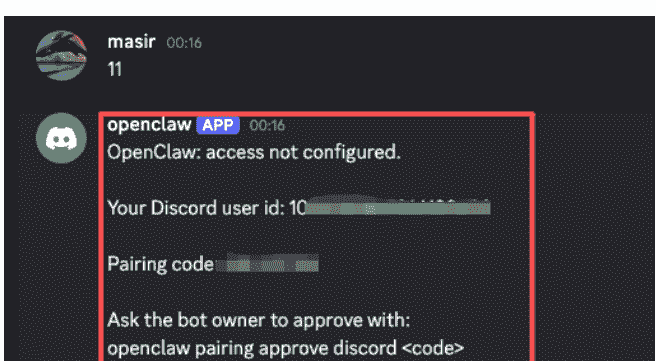 masir 00:16
11
openclaw APP 00:16
OpenClaw: access not configured.
Your Discord user id: 10
Pairing code
Ask the bot owner to approve with:
openclaw pairing approve discord <code>